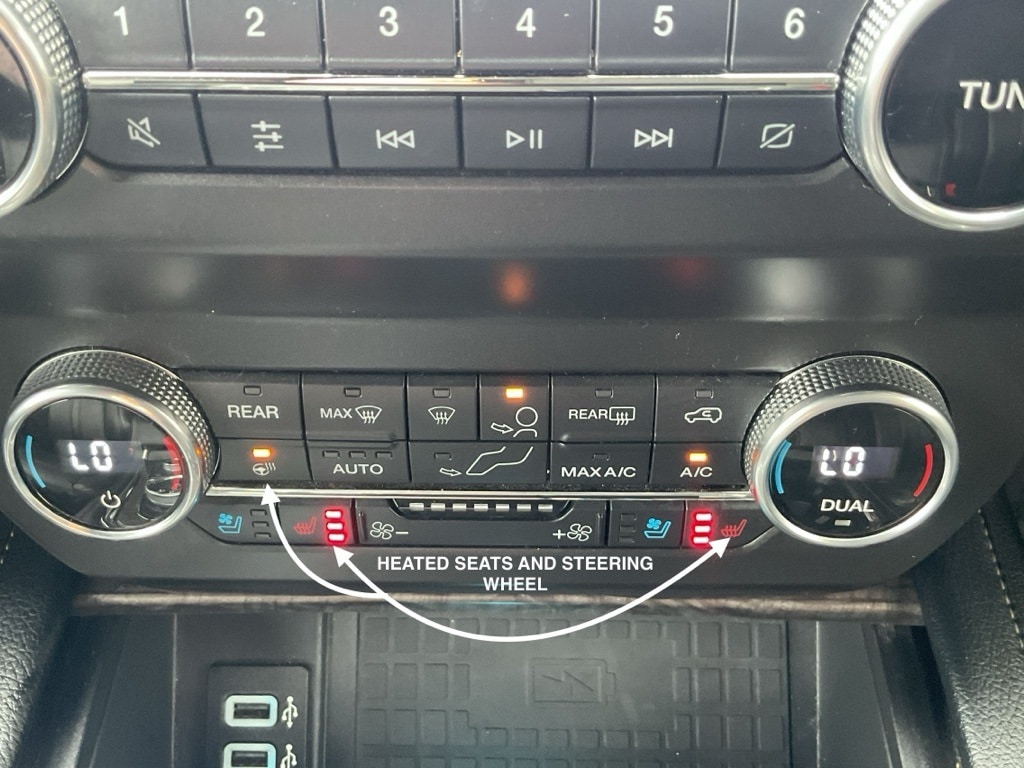 1 2 3 4 5 6
TUN
REAR MAX REAR
LO AUTO MAX A/C A/C LO
DUAL
− +
HEATED SEATS AND STEERING
WHEEL